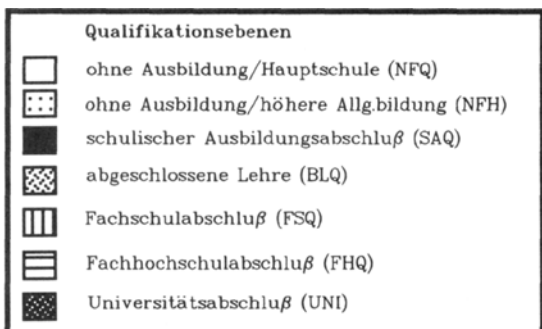 Qualifikationsebenen
ohne Ausbildung/Hauptschule (NFQ)
ohne Ausbildung/höhere Allg.bildung (NFH)
schulischer Ausbildungsabschluß (SAQ)
abgeschlossene Lehre (BLQ)
Fachschulabschluß (FSQ)
Fachhochschulabschluß (FHQ)
Universitätsabschluß (UNI)